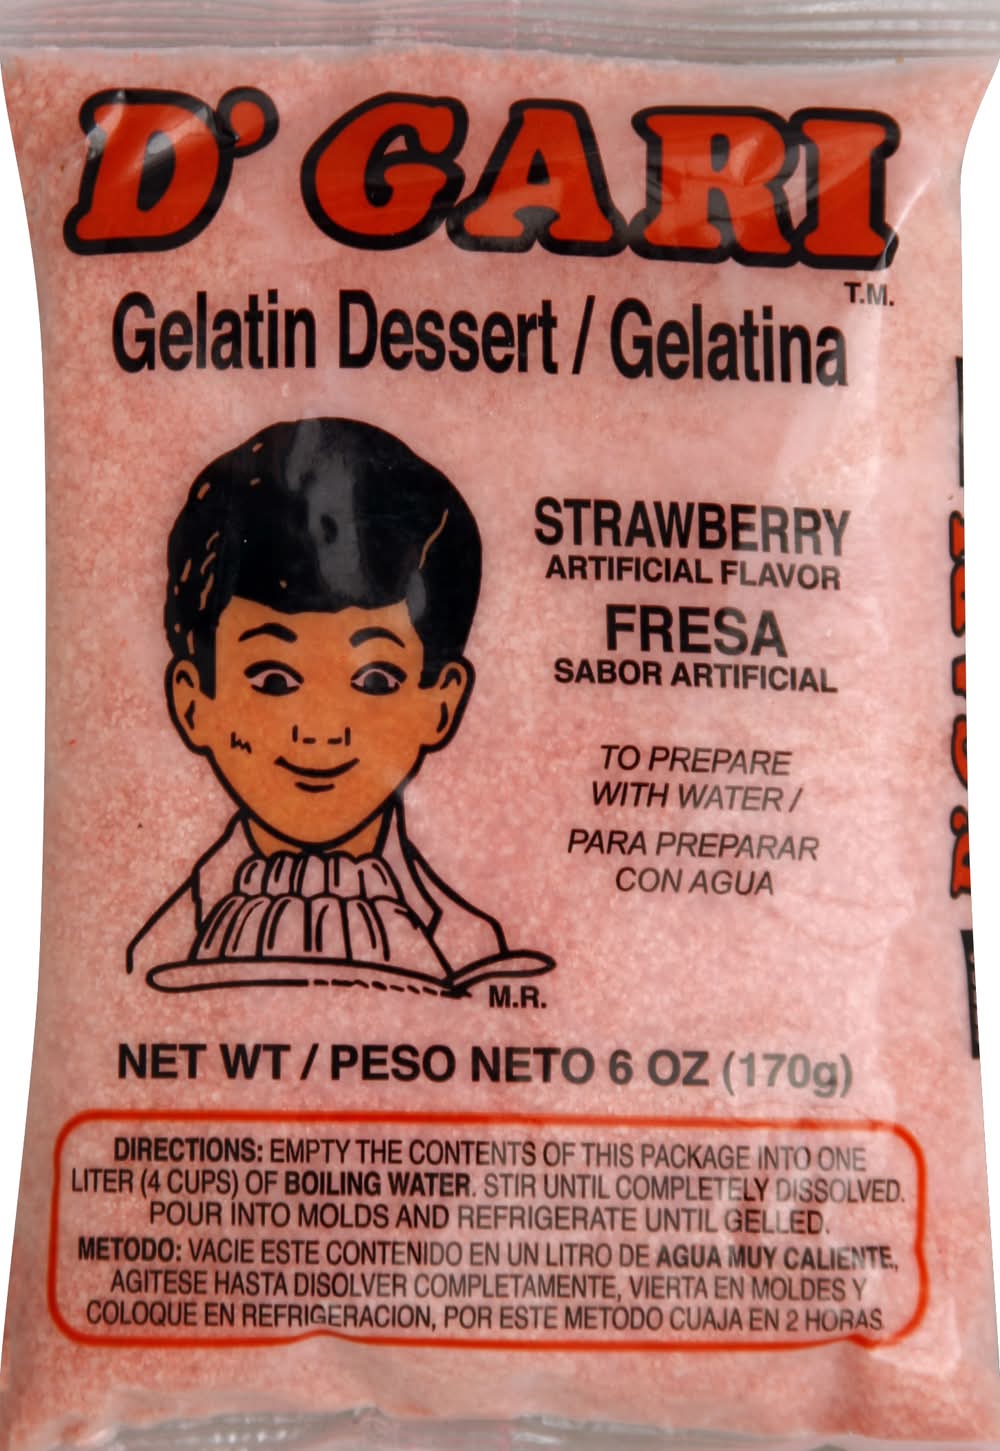 D' GARI
T.M.
Gelatin Dessert / Gelatina
STRAWBERRY
ARTIFICIAL FLAVOR
FRESA
SABOR ARTIFICIAL
TO PREPARE
WITH WATER /
PARA PREPARAR
CON AGUA
M.R.
NET WT / PESO NETO 6 OZ (170g)
DIRECTIONS: EMPTY THE CONTENTS OF THIS PACKAGE INTO ONE
LITER (4 CUPS) OF BOILING WATER. STIR UNTIL COMPLETELY DISSOLVED.
POUR INTO MOLDS AND REFRIGERATE UNTIL GELLED.
METODO: VACIE ESTE CONTENIDO EN UN LITRO DE AGUA MUY CALIENTE,
AGITESE HASTA DISOLVER COMPLETAMENTE, VIERTA EN MOLDES Y
COLOQUE EN REFRIGERACION, POR ESTE METODO CUAJA EN 2 HORAS
D'GARI